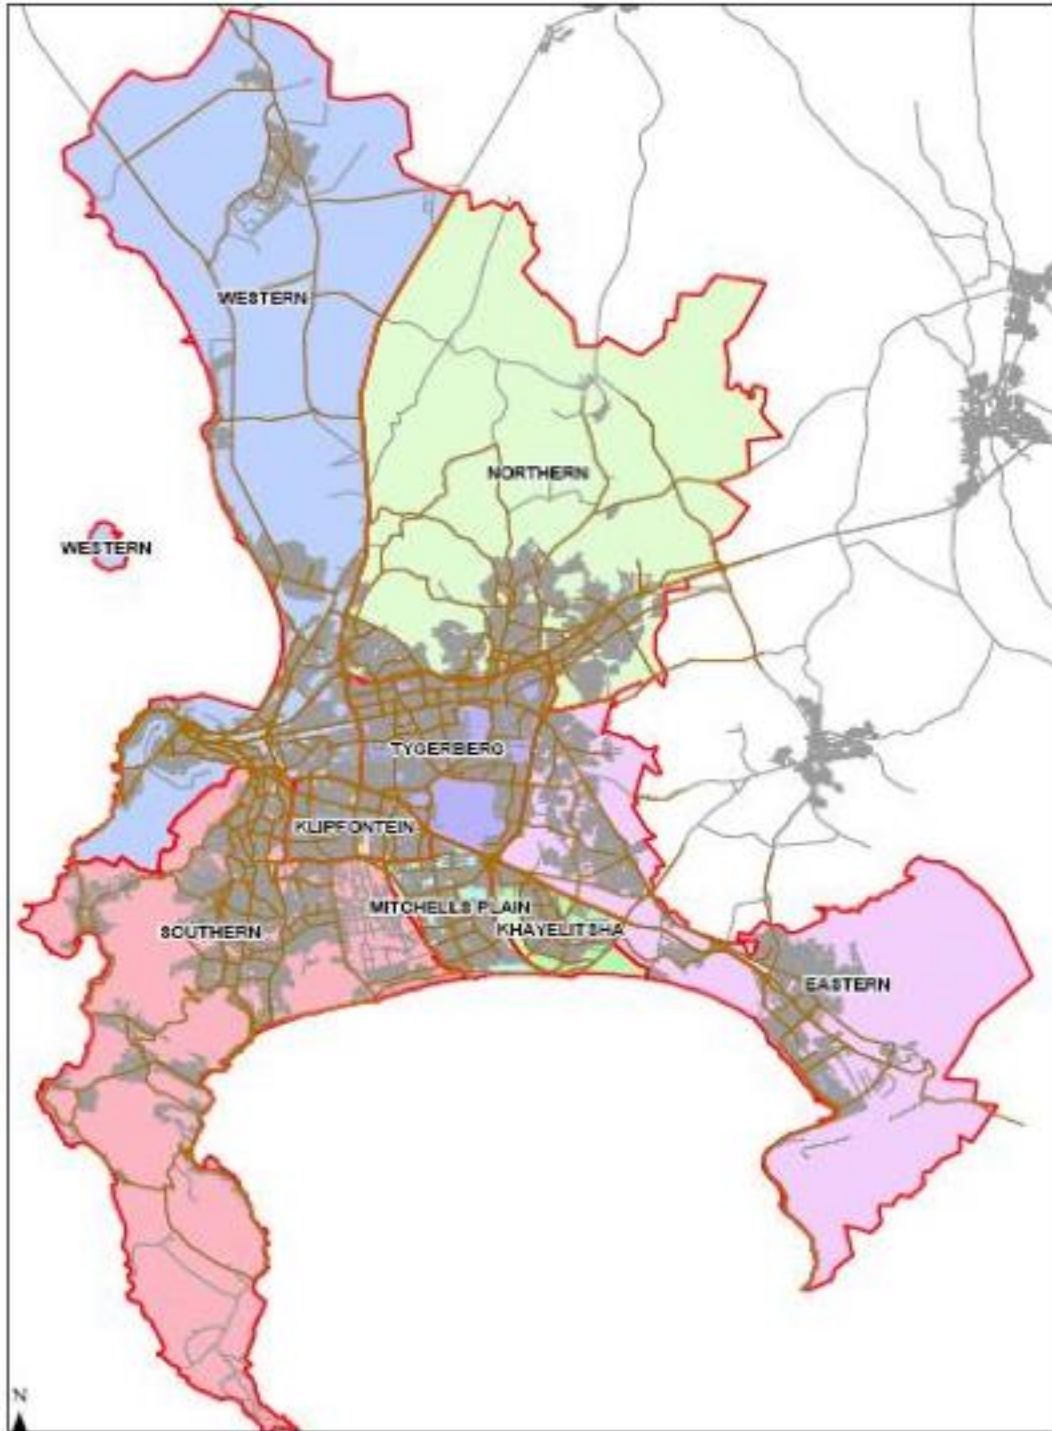 WESTERN
NORTHERN
WESTERN
TYGERBERG
KLIPFONTEIN
MITCHELLS PLAIN
KHAYELITSHA
SOUTHERN
EASTERN
N